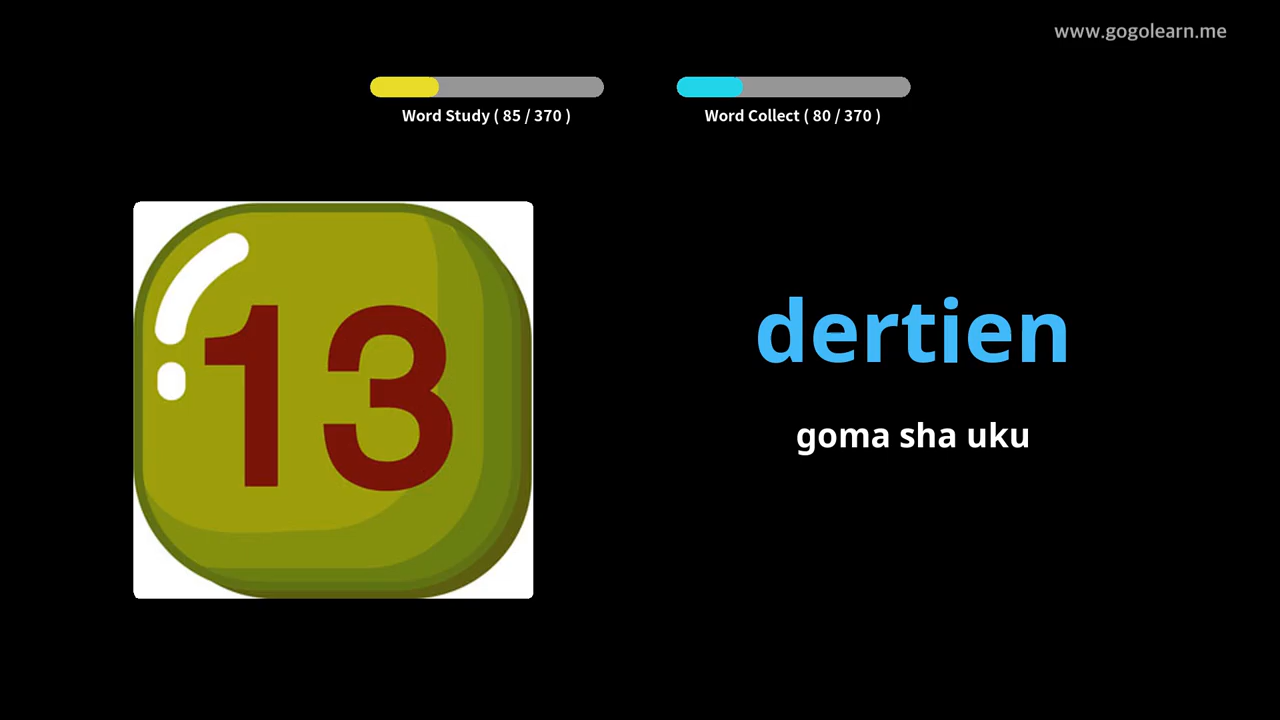 www.gogolearn.me
Word Study ( 85 / 370 )
Word Collect ( 80 / 370 )
13
dertien
goma sha uku